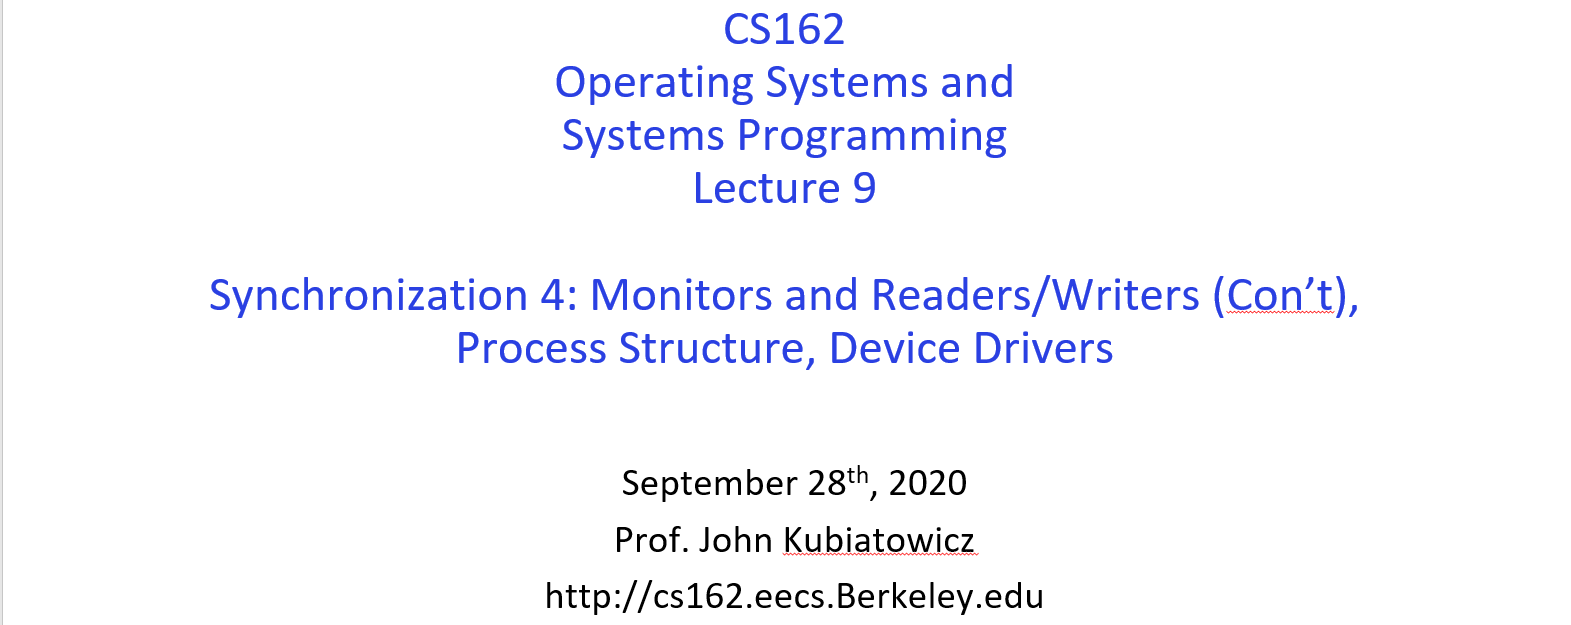 CS162
Operating Systems and
Systems Programming
Lecture 9
Synchronization 4: Monitors and Readers/Writers (Con’t),
Process Structure, Device Drivers
September 28th, 2020
Prof. John Kubiatowicz
http://cs162.eecs.Berkeley.edu